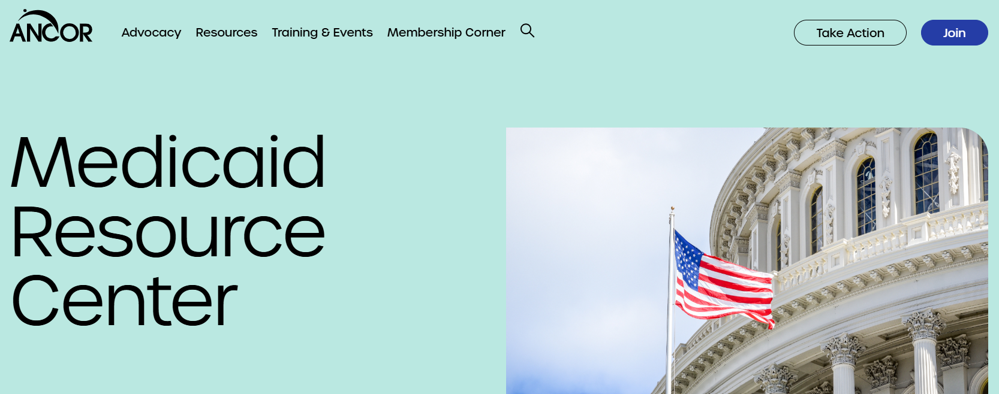 ANCOR
Advocacy
Resources
Training & Events
Membership Corner
Take Action
Join
Medicaid
Resource
Center